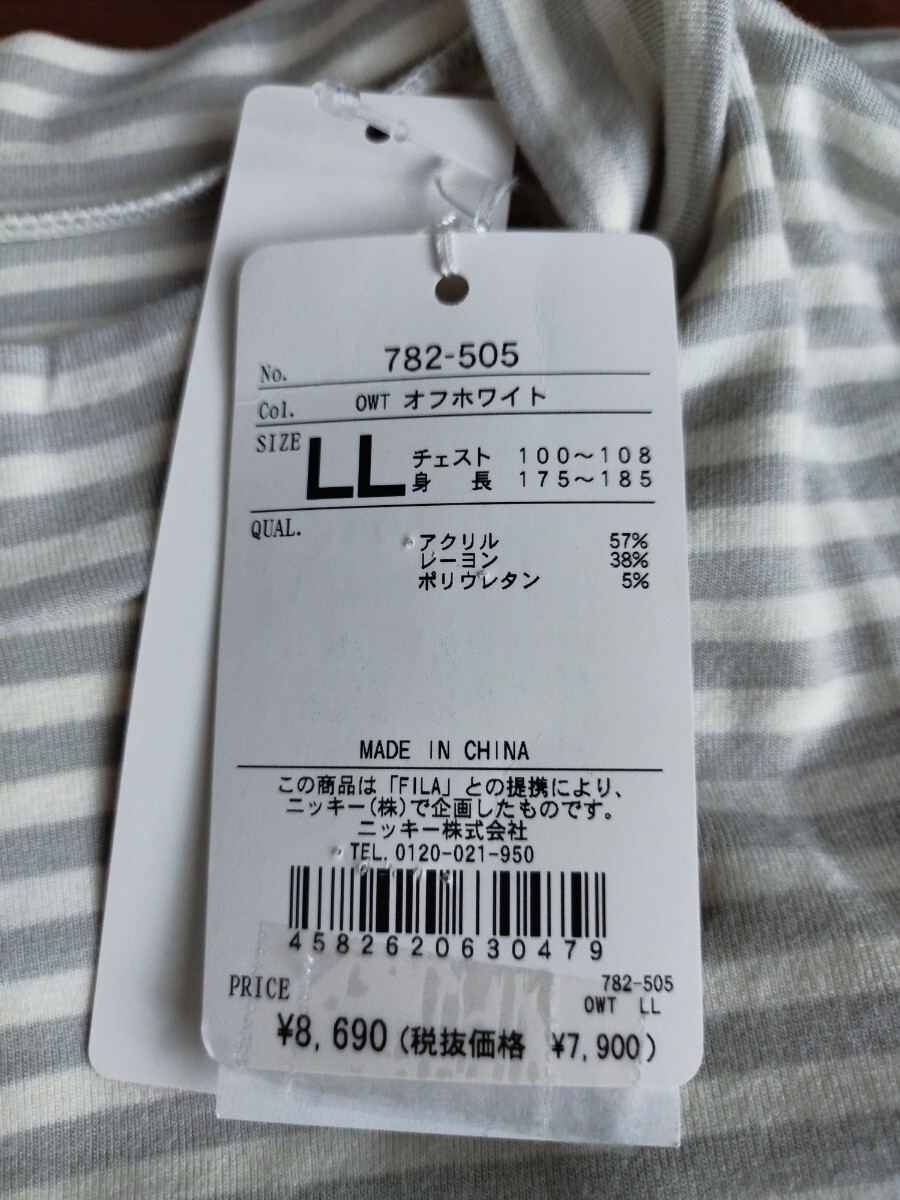 No. 782-505
Col. OWT オフホワイト
SIZE LL チェスト 100～108
身長 175～185
QUAL.
アクリル 57%
レーヨン 38%
ポリウレタン 5%
MADE IN CHINA
この商品は「FILA」との提携により、
ニッキー(株)で企画したものです。
ニッキー株式会社
TEL. 0120-021-950
4582620630479
PRICE 782-505
OWT LL
¥8,690 (税抜価格 ¥7,900)